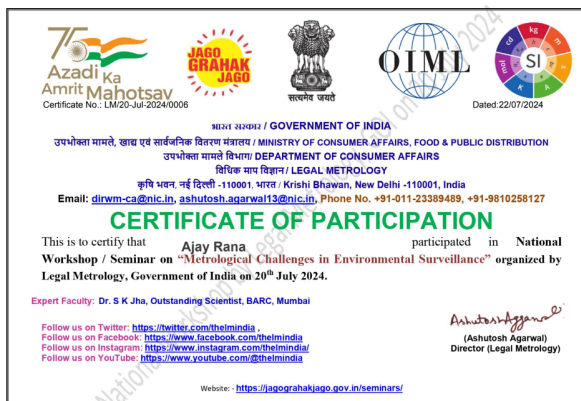 75
Azadi Ka
Amrit Mahotsav
JAGO
GRAHAK
JAGO
सत्यमेव जयते
OIML
SI
kg
m
s
A
K
mol
cd
Certificate No.: LM/20-Jul-2024/0006
Dated:22/07/2024
भारत सरकार / GOVERNMENT OF INDIA
उपभोक्ता मामले, खाद्य एवं सार्वजनिक वितरण मंत्रालय / MINISTRY OF CONSUMER AFFAIRS, FOOD & PUBLIC DISTRIBUTION
उपभोक्ता मामले विभाग/ DEPARTMENT OF CONSUMER AFFAIRS
विधिक माप विज्ञान / LEGAL METROLOGY
कृषि भवन, नई दिल्ली -110001, भारत / Krishi Bhawan, New Delhi -110001, India
Email: dirwm-ca@nic.in, ashutosh.agarwal13@nic.in, Phone No. +91-011-23389489, +91-9810258127
CERTIFICATE OF PARTICIPATION
This is to certify that Ajay Rana participated in National
Workshop / Seminar on “Metrological Challenges in Environmental Surveillance” organized by
Legal Metrology, Government of India on 20th July 2024.
Expert Faculty: Dr. S K Jha, Outstanding Scientist, BARC, Mumbai
Follow us on Twitter: https://twitter.com/thelmindia ,
Follow us on Facebook: https://www.facebook.com/thelmindia
Follow us on Instagram: https://www.instagram.com/thelmindia/
Follow us on YouTube: https://www.youtube.com/@thelmindia
Ashutosh Aggarwal
(Ashutosh Agarwal)
Director (Legal Metrology)
Website: - https://jagograhakjago.gov.in/seminars/